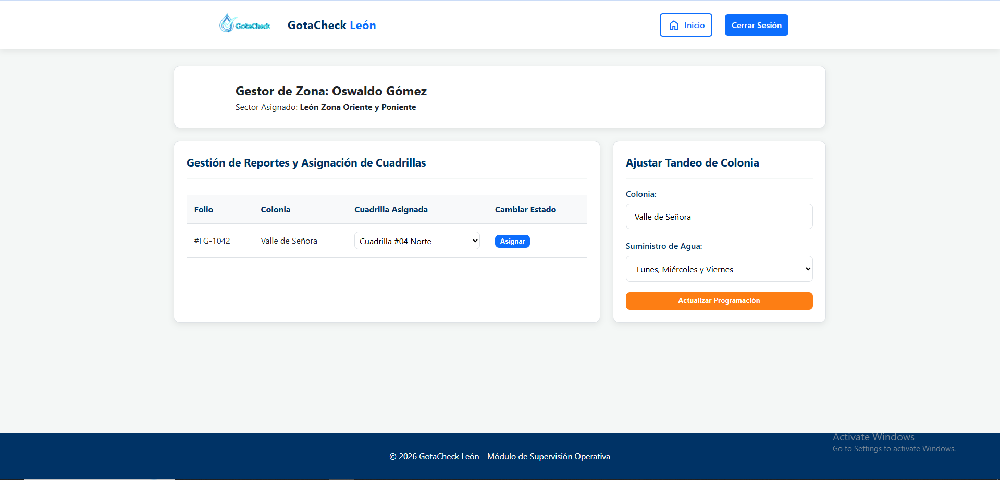 GotaCheck
GotaCheck León
Inicio
Cerrar Sesión
Gestor de Zona: Oswaldo Gómez
Sector Asignado: León Zona Oriente y Poniente
Gestión de Reportes y Asignación de Cuadrillas
Folio Colonia Cuadrilla Asignada Cambiar Estado
#FG-1042 Valle de Señora Cuadrilla #04 Norte Asignar
Ajustar Tandeo de Colonia
Colonia:
Valle de Señora
Suministro de Agua:
Lunes, Miércoles y Viernes
Actualizar Programación
Activate Windows
Go to Settings to activate Windows.
© 2026 GotaCheck León - Módulo de Supervisión Operativa